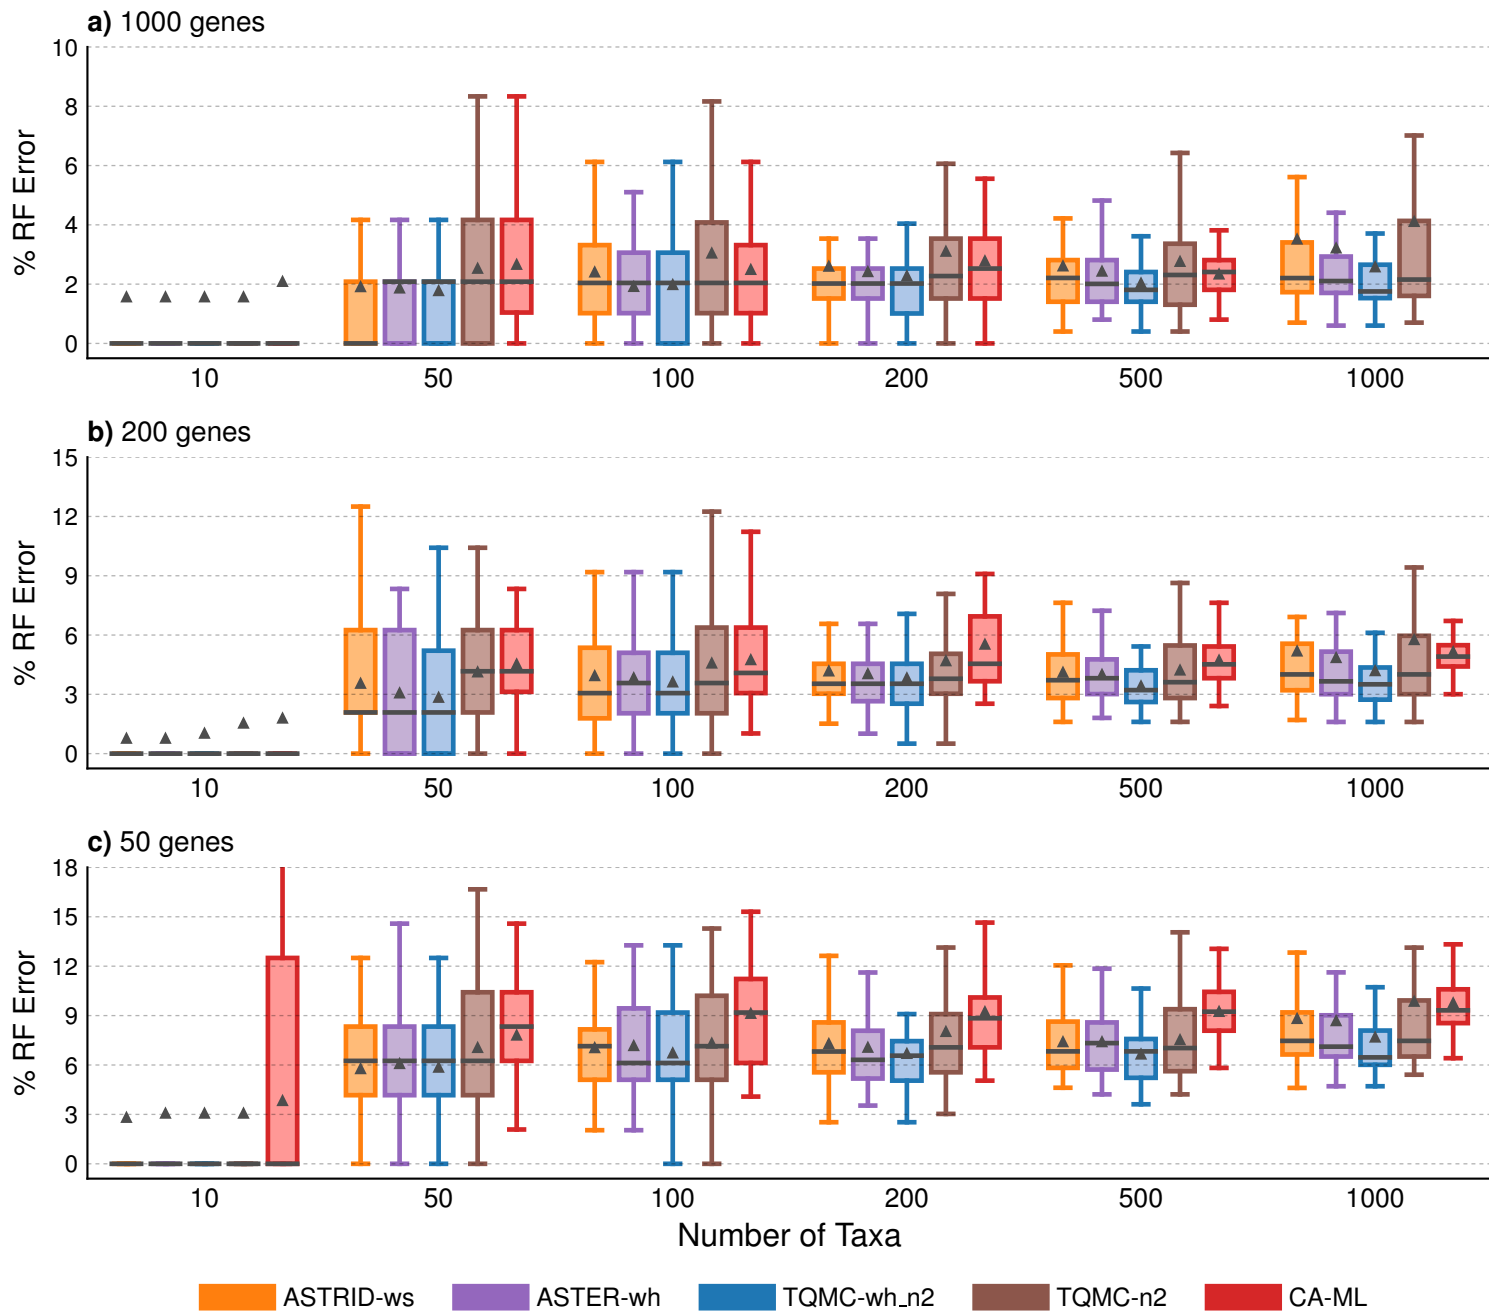 a) 1000 genes
10
8
6
4
2
0
% RF Error
10 50 100 200 500 1000
b) 200 genes
15
12
9
6
3
0
% RF Error
10 50 100 200 500 1000
c) 50 genes
18
15
12
9
6
3
0
% RF Error
10 50 100 200 500 1000
Number of Taxa
ASTRID-ws ASTER-wh TQMC-wh_n2 TQMC-n2 CA-ML